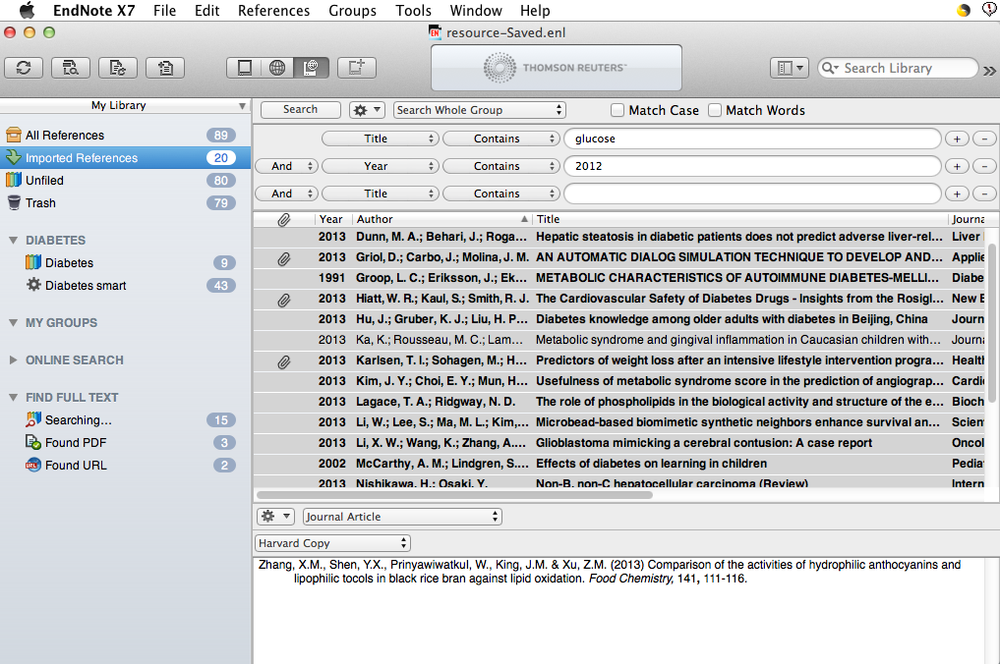 EndNote X7 File Edit References Groups Tools Window Help
resource-Saved.enl
THOMSON REUTERS™
Search Library
My Library
All References 89
Imported References 20
Unfiled 80
Trash 79
DIABETES
Diabetes 9
Diabetes smart 43
MY GROUPS
ONLINE SEARCH
FIND FULL TEXT
Searching... 15
Found PDF 3
Found URL 2
Search Search Whole Group Match Case Match Words
Title Contains glucose + -
And Year Contains 2012 + -
And Title Contains + -
Year Author Title Journa
2013 Dunn, M. A.; Behari, J.; Roga... Hepatic steatosis in diabetic patients does not predict adverse liver-rel... Liver
2013 Griol, D.; Carbo, J.; Molina, J. M. AN AUTOMATIC DIALOG SIMULATION TECHNIQUE TO DEVELOP AND... Applie
1991 Groop, L. C.; Eriksson, J.; Ek... METABOLIC CHARACTERISTICS OF AUTOIMMUNE DIABETES-MELLI... Diabe
2013 Hiatt, W. R.; Kaul, S.; Smith, R. J. The Cardiovascular Safety of Diabetes Drugs - Insights from the Rosigl... New E
2013 Hu, J.; Gruber, K. J.; Liu, H. P... Diabetes knowledge among older adults with diabetes in Beijing, China Journ
2013 Ka, K.; Rousseau, M. C.; Lam... Metabolic syndrome and gingival inflammation in Caucasian children with... Journa
2013 Karlsen, T. I.; Sohagen, M.; H... Predictors of weight loss after an intensive lifestyle intervention progra... Health
2013 Kim, J. Y.; Choi, E. Y.; Mun, H... Usefulness of metabolic syndrome score in the prediction of angiograp... Cardi
2013 Lagace, T. A.; Ridgway, N. D. The role of phospholipids in the biological activity and structure of the e... Bioch
2013 Li, W.; Lee, S.; Ma, M. L.; Kim,... Microbead-based biomimetic synthetic neighbors enhance survival an... Scien
2013 Li, X. W.; Wang, K.; Zhang, A.... Glioblastoma mimicking a cerebral contusion: A case report Oncol
2002 McCarthy, A. M.; Lindgren, S.... Effects of diabetes on learning in children Pedia
2013 Nishikawa, H.; Osaki, Y. Non-B, non-C hepatocellular carcinoma (Review) Intern
Journal Article
Harvard Copy
Zhang, X.M., Shen, Y.X., Prinyawiwatkul, W., King, J.M. & Xu, Z.M. (2013) Comparison of the activities of hydrophilic anthocyanins and
lipophilic tocols in black rice bran against lipid oxidation. Food Chemistry, 141, 111-116.